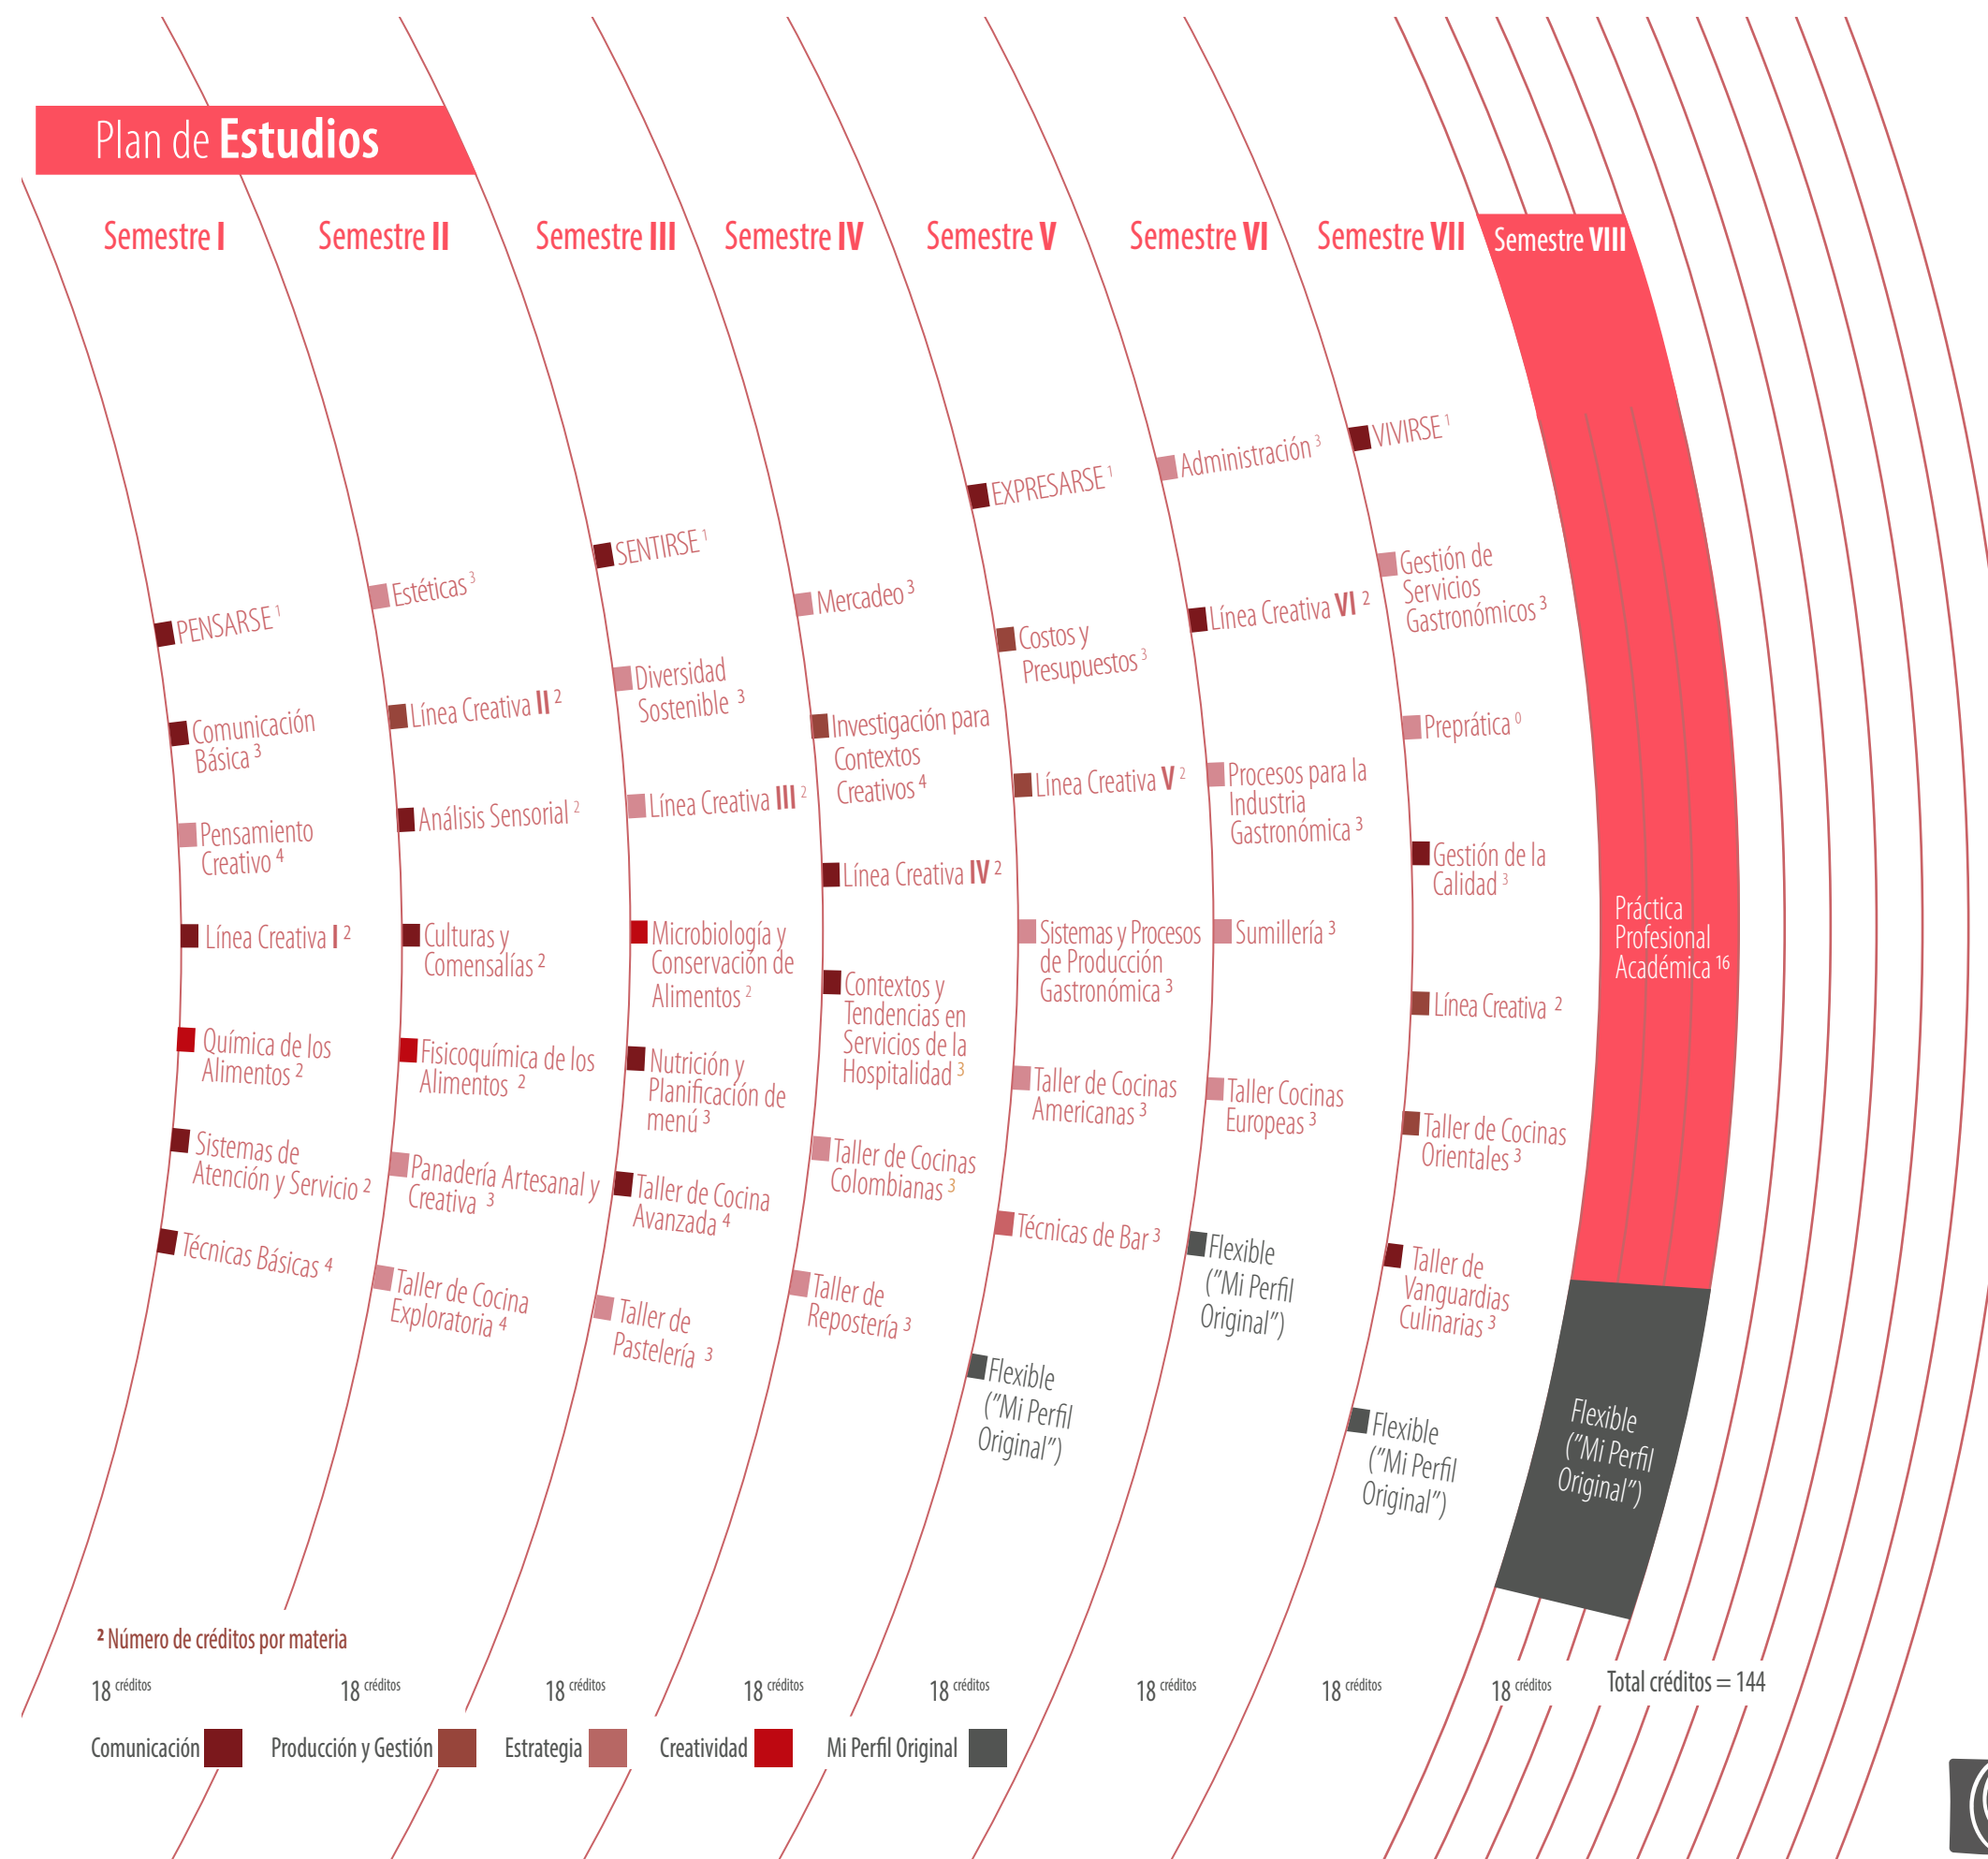 Plan de Estudios
Semestre I
PENSARSE 1
Comunicación
Básica 3
Pensamiento
Creativo 4
Línea Creativa I 2
Química de los
Alimentos 2
Sistemas de
Atención y Servicio 2
Técnicas Básicas 4
Semestre II
Estéticas 3
Línea Creativa II 2
Análisis Sensorial 2
Culturas y
Comensalías 2
Fisicoquímica de los
Alimentos 2
Panadería Artesanal y
Creativa 3
Taller de Cocina
Exploratoria 4
Semestre III
SENTIRSE 1
Diversidad
Sostenible 3
Línea Creativa III 2
Microbiología y
Conservación de
Alimentos 2
Nutrición y
Planificación de
menú 3
Taller de Cocina
Avanzada 4
Taller de
Pastelería 3
Semestre IV
Mercadeo 3
Investigación para
Contextos
Creativos 4
Línea Creativa IV 2
Contextos y
Tendencias en
Servicios de la
Hospitalidad 3
Taller de Cocinas
Colombianas 3
Taller de
Repostería 3
Semestre V
EXPRESARSE 1
Costos y
Presupuestos 3
Línea Creativa V 2
Sistemas y Procesos
de Producción
Gastronómica 3
Taller de Cocinas
Americanas 3
Técnicas de Bar 3
Flexible
("Mi Perfil
Original")
Semestre VI
Administración 3
Línea Creativa VI 2
Procesos para la
Industria
Gastronómica 3
Sumillería 3
Taller Cocinas
Europeas 3
Flexible
("Mi Perfil
Original")
Semestre VII
VIVIRSE 1
Gestión de
Servicios
Gastronómicos 3
Preprática 0
Gestión de la
Calidad 3
Línea Creativa 2
Taller de Cocinas
Orientales 3
Taller de
Vanguardias
Culinarias 3
Flexible
("Mi Perfil
Original")
Semestre VIII
Práctica
Profesional
Académica 16
Flexible
("Mi Perfil
Original")
2 Número de créditos por materia
18 créditos
18 créditos
18 créditos
18 créditos
18 créditos
18 créditos
18 créditos
18 créditos
Total créditos = 144
Comunicación
Producción y Gestión
Estrategia
Creatividad
Mi Perfil Original